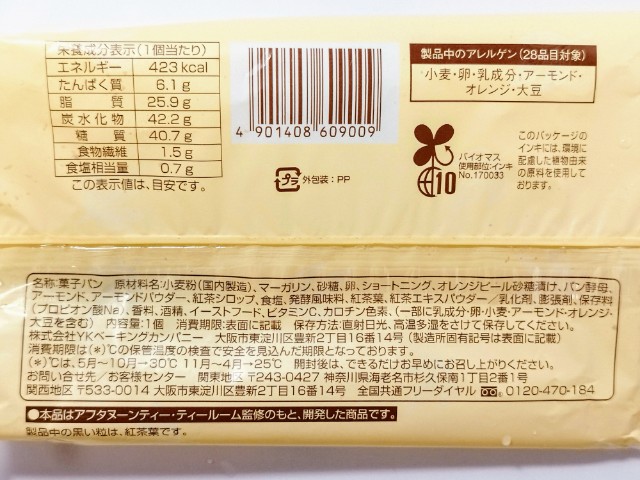 栄養成分表示(1個当たり)
エネルギー 423kcal
たんぱく質 6.1g
脂質 25.9g
炭水化物 42.2g
糖質 40.7g
食物繊維 1.5g
食塩相当量 0.7g
この表示値は、目安です。
4 901408 609009
プラ 外包装:PP
製品中のアレルゲン(28品目対象)
小麦・卵・乳成分・アーモンド・
オレンジ・大豆
10
バイオマス
使用部位:インキ
No.170033
このパッケージの
インキには、環境に
配慮した植物由来
の原料を使用して
おります。
名称:菓子パン 原材料名:小麦粉(国内製造)、マーガリン、砂糖、卵、ショートニング、オレンジピール砂糖漬け、パン酵母、
アーモンド、アーモンドパウダー、紅茶シロップ、食塩、発酵風味料、紅茶葉、紅茶エキスパウダー/乳化剤、膨張剤、保存料
(プロピオン酸Na)、香料、酒精、イーストフード、ビタミンC、カロチン色素、(一部に乳成分・卵・小麦・アーモンド・オレンジ・
大豆を含む) 内容量:1個 消費期限:表面に記載 保存方法:直射日光、高温多湿をさけて保存してください。
株式会社YKベーキングカンパニー 大阪市東淀川区豊新2丁目16番14号 (製造所固有記号は表面に記載)
消費期限は(*)℃の保管温度の検査で安全を見込んだ期限となっております。
(*)℃は、5月~10月→30℃ 11月~4月→25℃ 開封後は、できるだけお早めにお召し上がりください。
お問い合せ先/お客様センター 関東地区 〒243-0427 神奈川県海老名市杉久保南1丁目2番1号
関西地区 〒533-0014 大阪市東淀川区豊新2丁目16番14号 全国共通フリーダイヤル 0120-470-184
●本品はアフタヌーンティー・ティールーム監修のもと、開発した商品です。
製品中の黒い粒は、紅茶葉です。